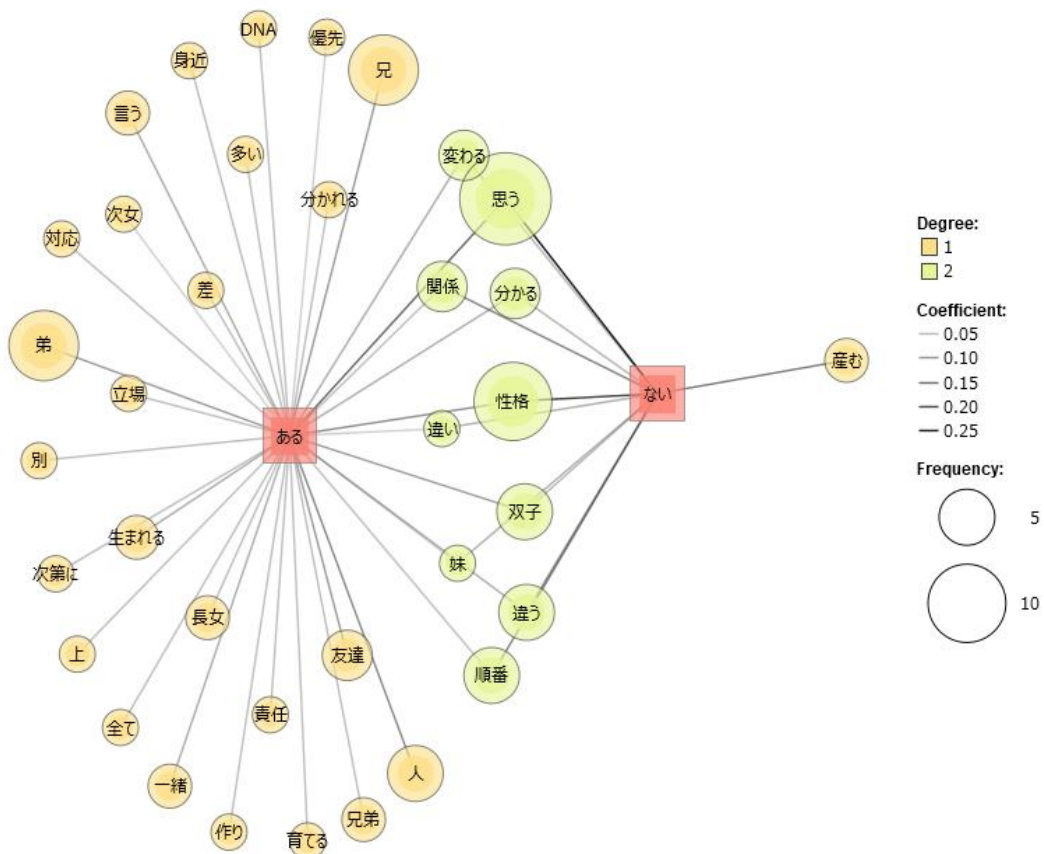 DNA
優先
身近
兄
言う
多い
変わる
分かれる
思う
次女
対応
Degree:
1
2
差
関係
分かる
Coefficient:
0.05
0.10
0.15
0.20
0.25
弟
産む
立場
性格
ない
違い
ある
別
Frequency:
5
10
双子
生まれる
妹
次第に
長女
違う
上
友達
順番
責任
全て
人
一緒
兄弟
作り
育てる